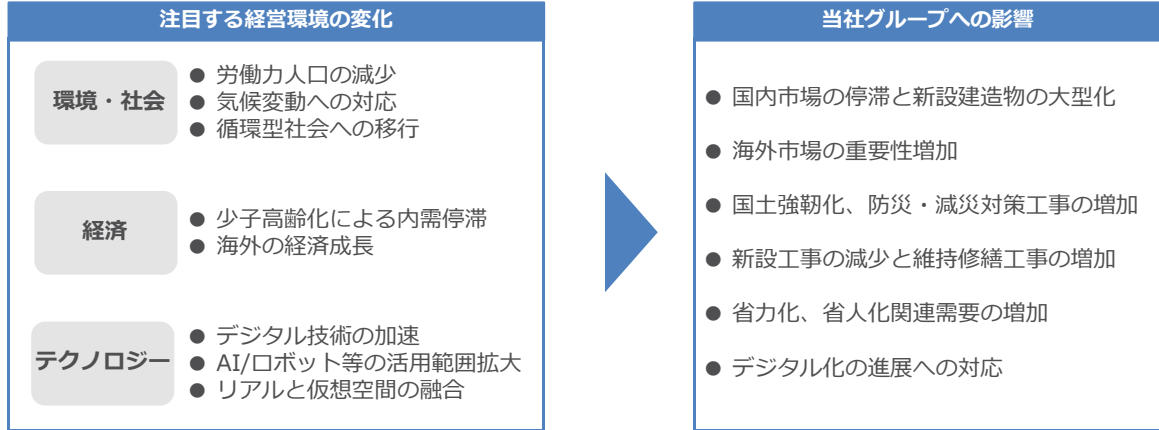 注目する経営環境の変化
環境・社会
● 労働力人口の減少
● 気候変動への対応
● 循環型社会への移行
経済
● 少子高齢化による内需停滞
● 海外の経済成長
テクノロジー
● デジタル技術の加速
● AI/ロボット等の活用範囲拡大
● リアルと仮想空間の融合
当社グループへの影響
● 国内市場の停滞と新設建造物の大型化
● 海外市場の重要性増加
● 国土強靭化、防災・減災対策工事の増加
● 新設工事の減少と維持修繕工事の増加
● 省力化、省人化関連需要の増加
● デジタル化の進展への対応